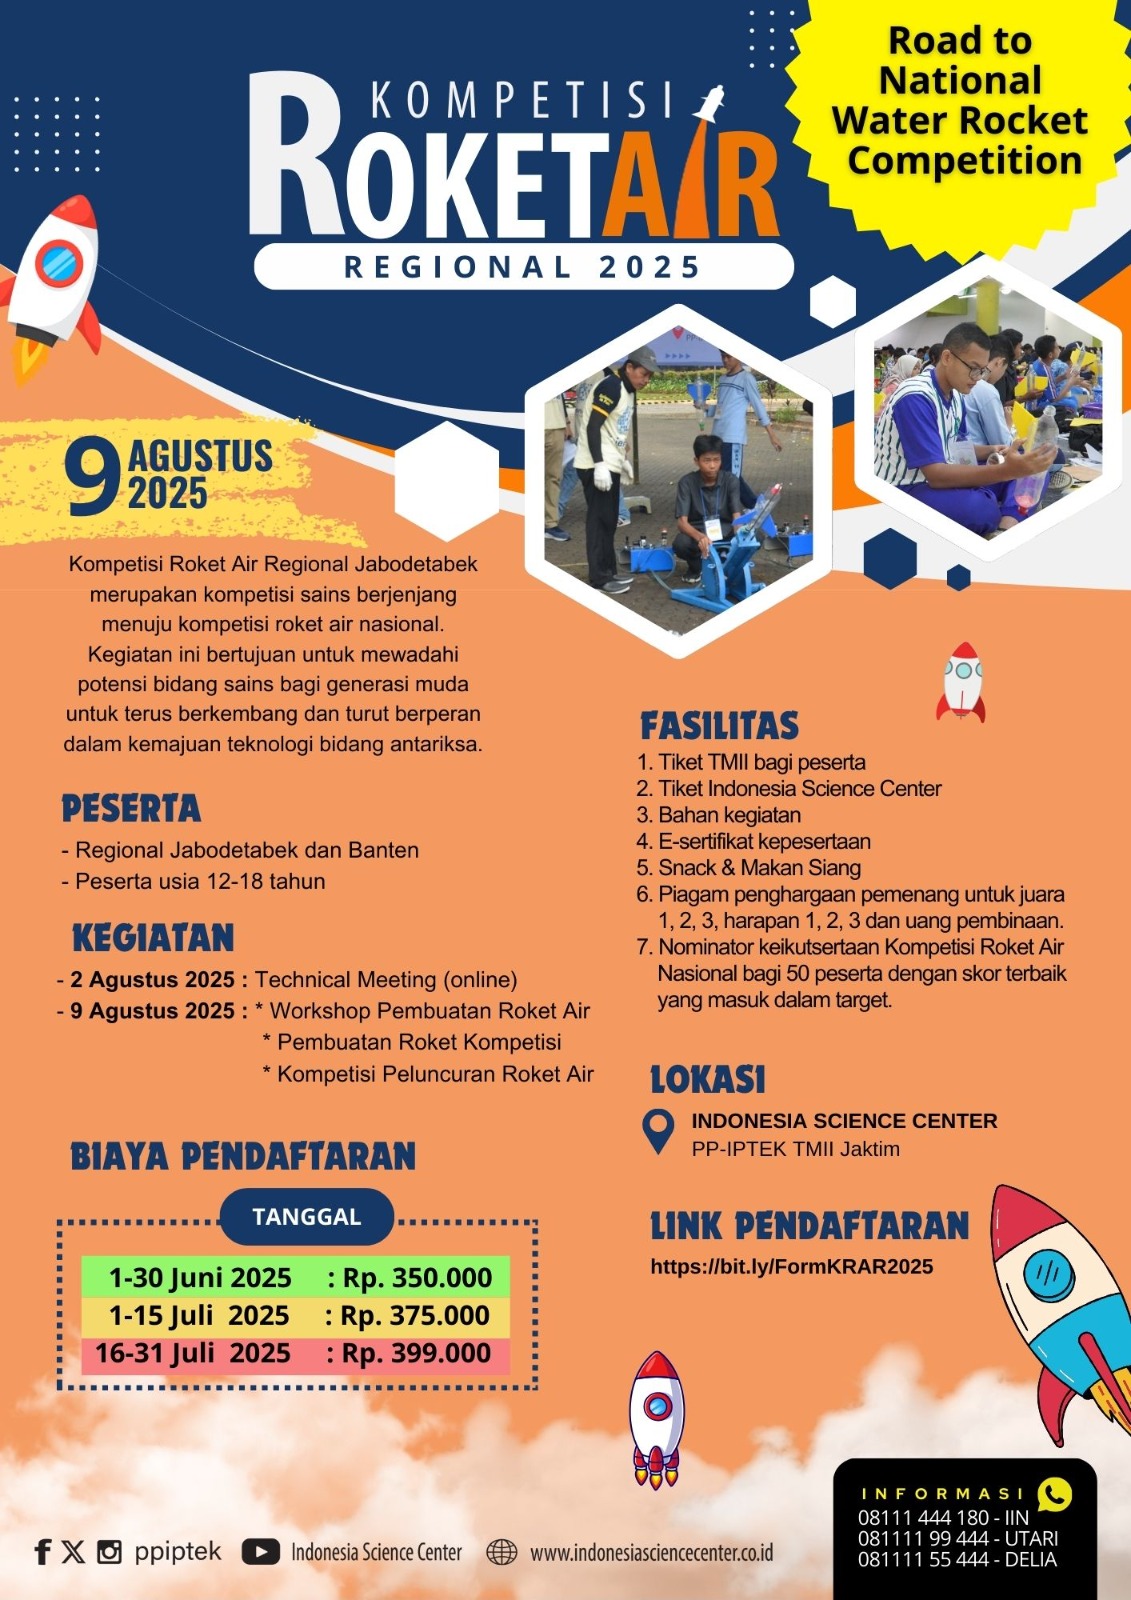 Road to
National
Water Rocket
Competition
KOMPETISI
ROKET AIR
REGIONAL 2025
9 AGUSTUS
2025
Kompetisi Roket Air Regional Jabodetabek
merupakan kompetisi sains berjenjang
menuju kompetisi roket air nasional.
Kegiatan ini bertujuan untuk mewadahi
potensi bidang sains bagi generasi muda
untuk terus berkembang dan turut berperan
dalam kemajuan teknologi bidang antariksa.
PESERTA
- Regional Jabodetabek dan Banten
- Peserta usia 12-18 tahun
KEGIATAN
- 2 Agustus 2025 : Technical Meeting (online)
- 9 Agustus 2025 : * Workshop Pembuatan Roket Air
* Pembuatan Roket Kompetisi
* Kompetisi Peluncuran Roket Air
BIAYA PENDAFTARAN
TANGGAL
1-30 Juni 2025 : Rp. 350.000
1-15 Juli 2025 : Rp. 375.000
16-31 Juli 2025 : Rp. 399.000
FASILITAS
1. Tiket TMII bagi peserta
2. Tiket Indonesia Science Center
3. Bahan kegiatan
4. E-sertifikat kepesertaan
5. Snack & Makan Siang
6. Piagam penghargaan pemenang untuk juara
1, 2, 3, harapan 1, 2, 3 dan uang pembinaan.
7. Nominator keikutsertaan Kompetisi Roket Air
Nasional bagi 50 peserta dengan skor terbaik
yang masuk dalam target.
LOKASI
INDONESIA SCIENCE CENTER
PP-IPTEK TMII Jaktim
LINK PENDAFTARAN
https://bit.ly/FormKRAR2025
INFORMASI
08111 444 180 - IIN
081111 99 444 - UTARI
081111 55 444 - DELIA
ppiptek
Indonesia Science Center
www.indonesiasciencecenter.co.id